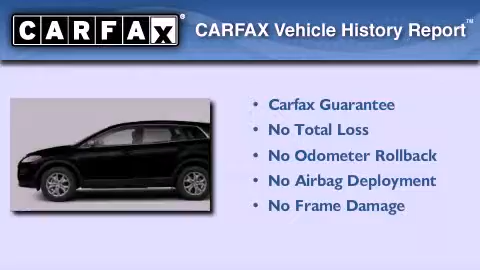 CARFAX®
CARFAX Vehicle History Report™
• Carfax Guarantee
• No Total Loss
• No Odometer Rollback
• No Airbag Deployment
• No Frame Damage